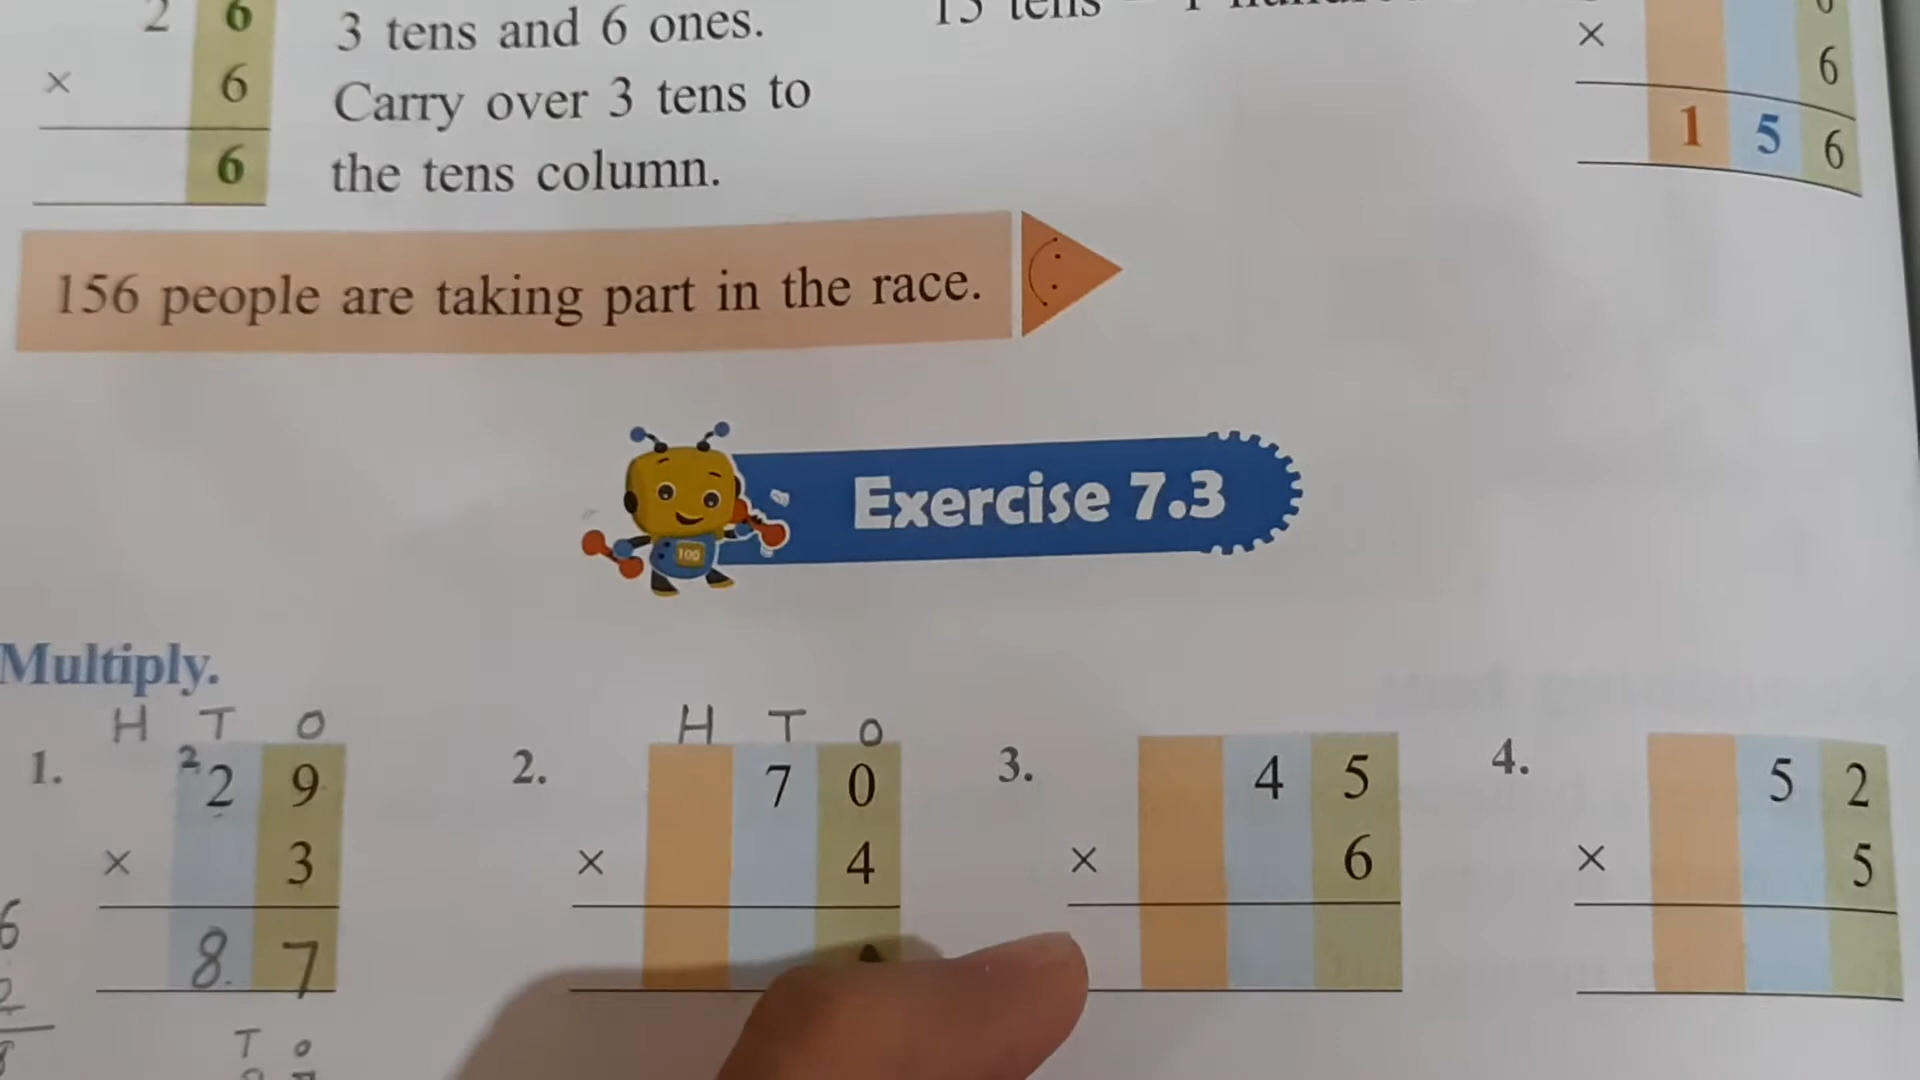 2 6
× 6
6
3 tens and 6 ones.
Carry over 3 tens to
the tens column.
× 6
1 5 6
156 people are taking part in the race.
100
Exercise 7.3
Multiply.
H T O
1. ²2 9
× 3
8 7
T O
H T O
2. 7 0
× 4
3. 4 5
× 6
4. 5 2
× 5